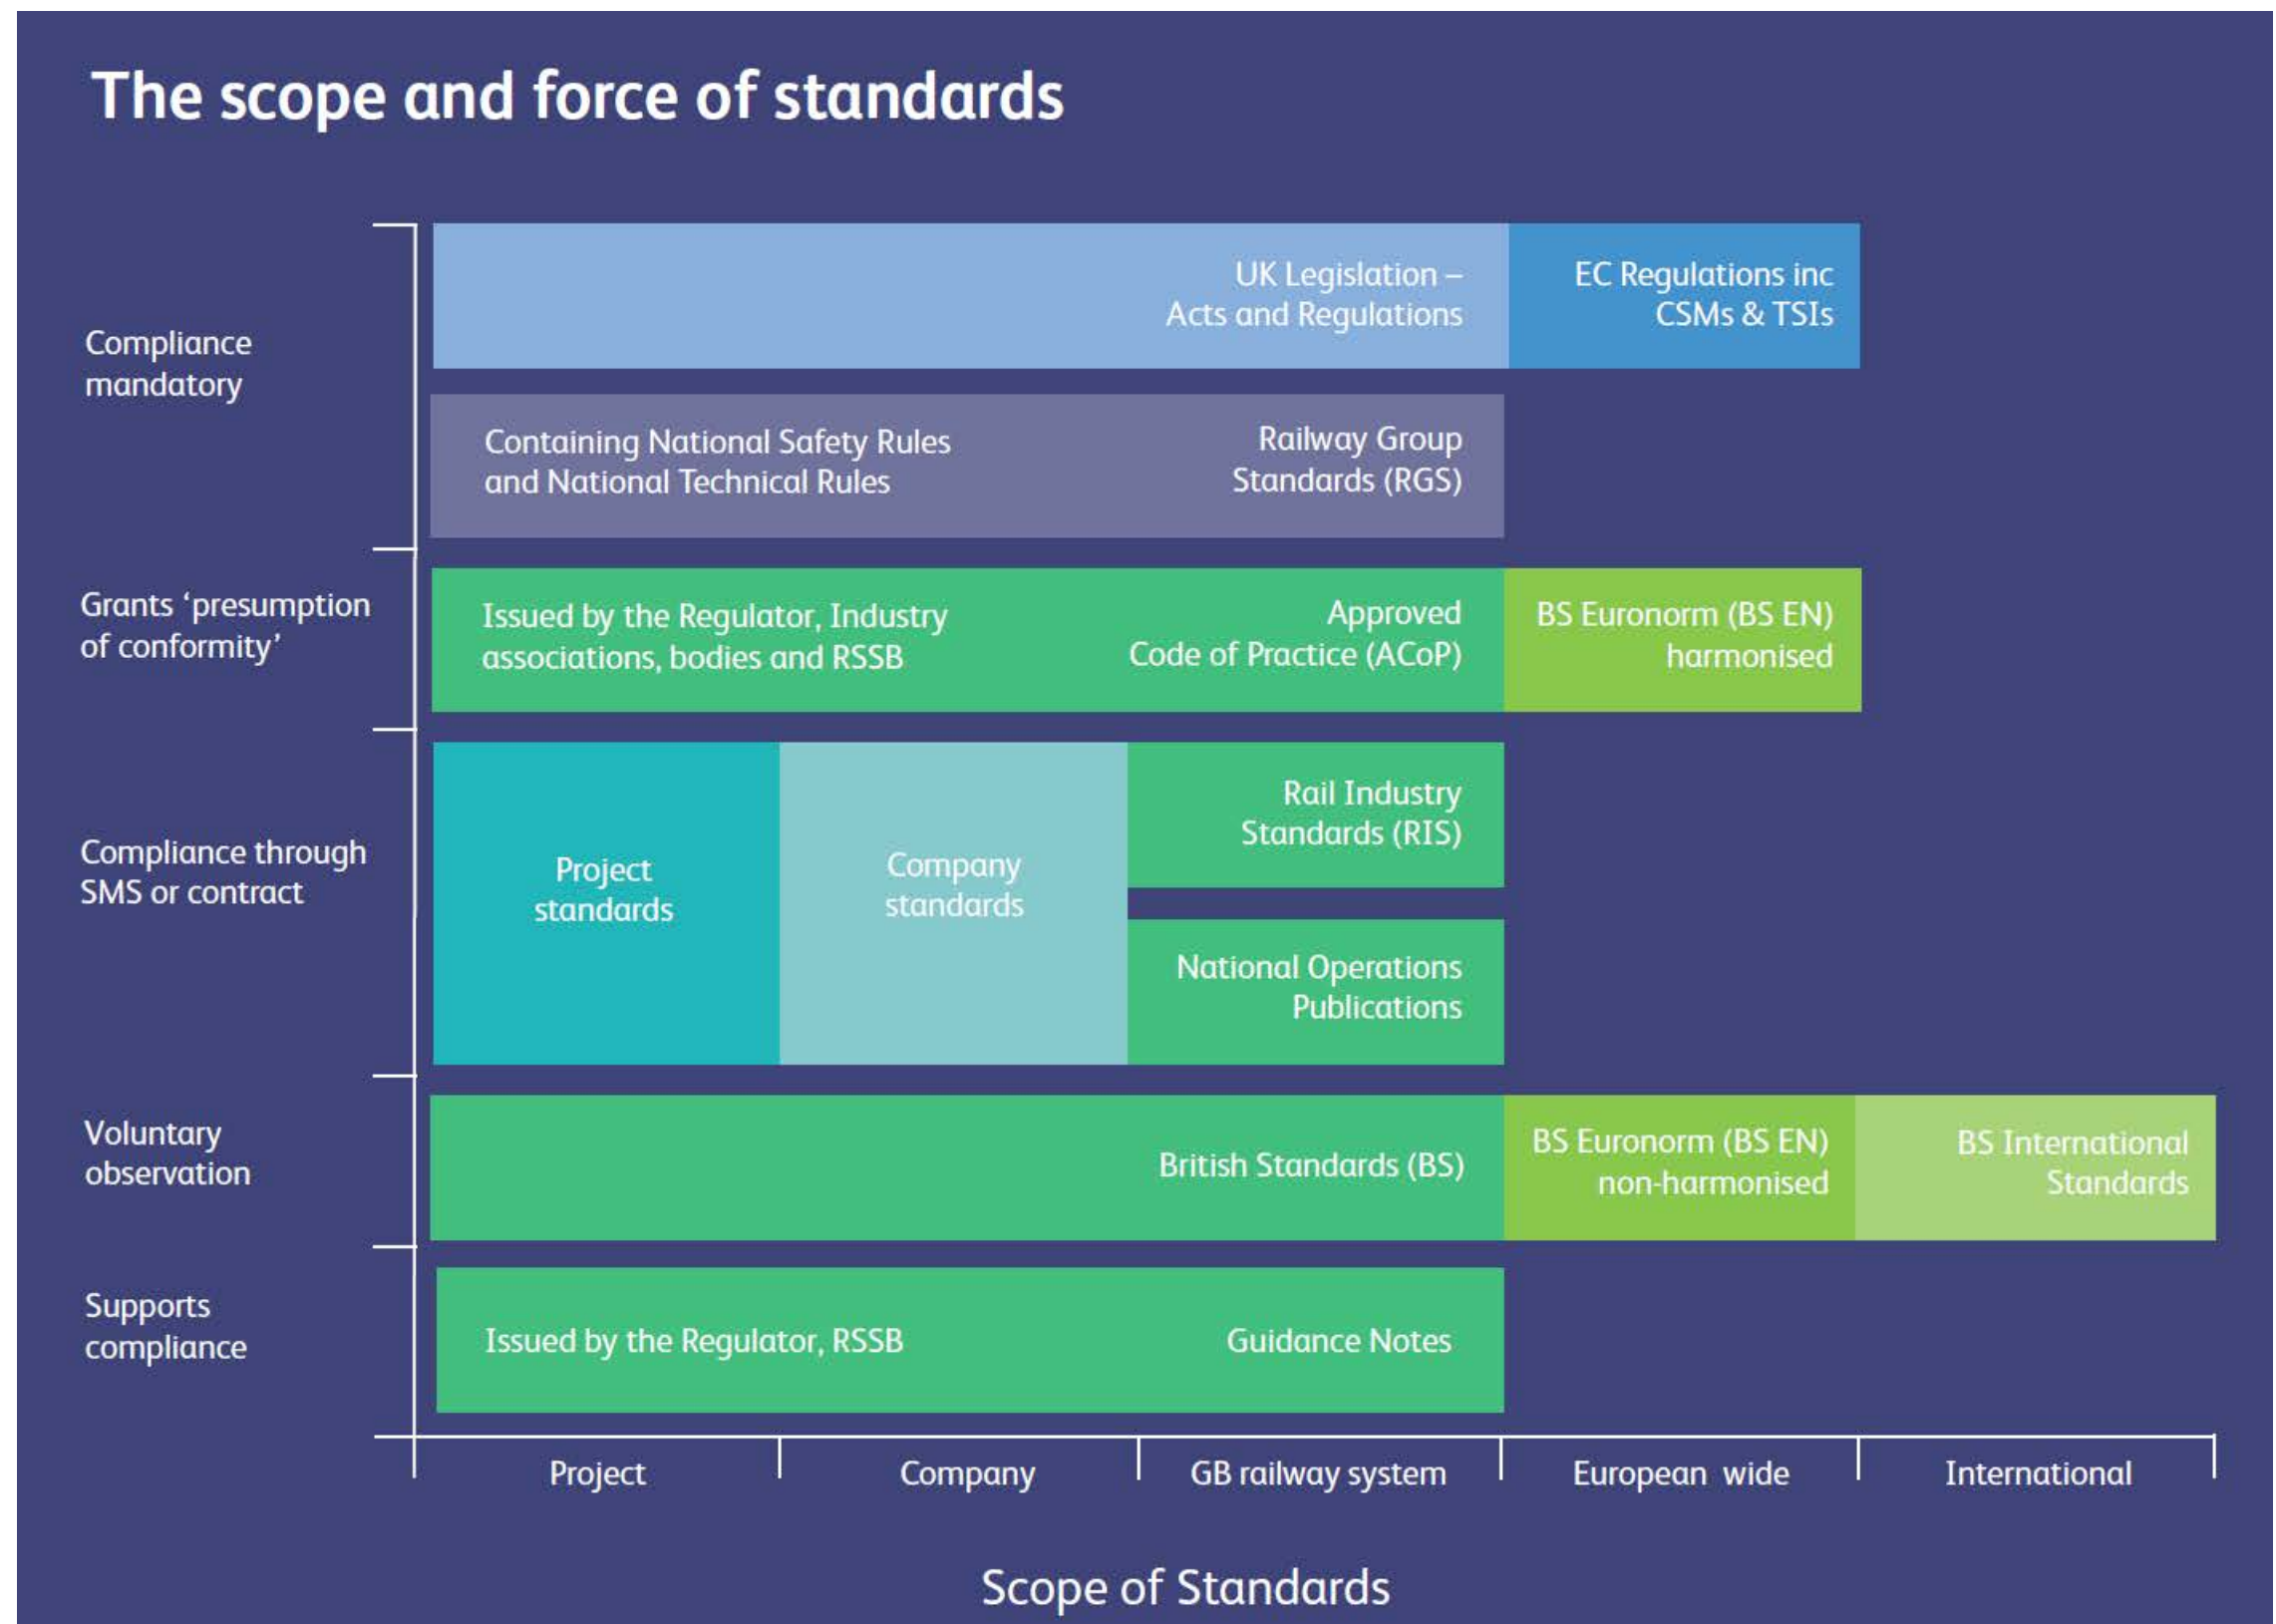 The scope and force of standards
Compliance
mandatory
UK Legislation –
Acts and Regulations
EC Regulations inc
CSMs & TSIs
Containing National Safety Rules
and National Technical Rules
Railway Group
Standards (RGS)
Grants ‘presumption
of conformity’
Issued by the Regulator, Industry
associations, bodies and RSSB
Approved
Code of Practice (ACoP)
BS Euronorm (BS EN)
harmonised
Compliance through
SMS or contract
Project
standards
Company
standards
Rail Industry
Standards (RIS)
National Operations
Publications
Voluntary
observation
British Standards (BS)
BS Euronorm (BS EN)
non-harmonised
BS International
Standards
Supports
compliance
Issued by the Regulator, RSSB
Guidance Notes
Project
Company
GB railway system
European wide
International
Scope of Standards